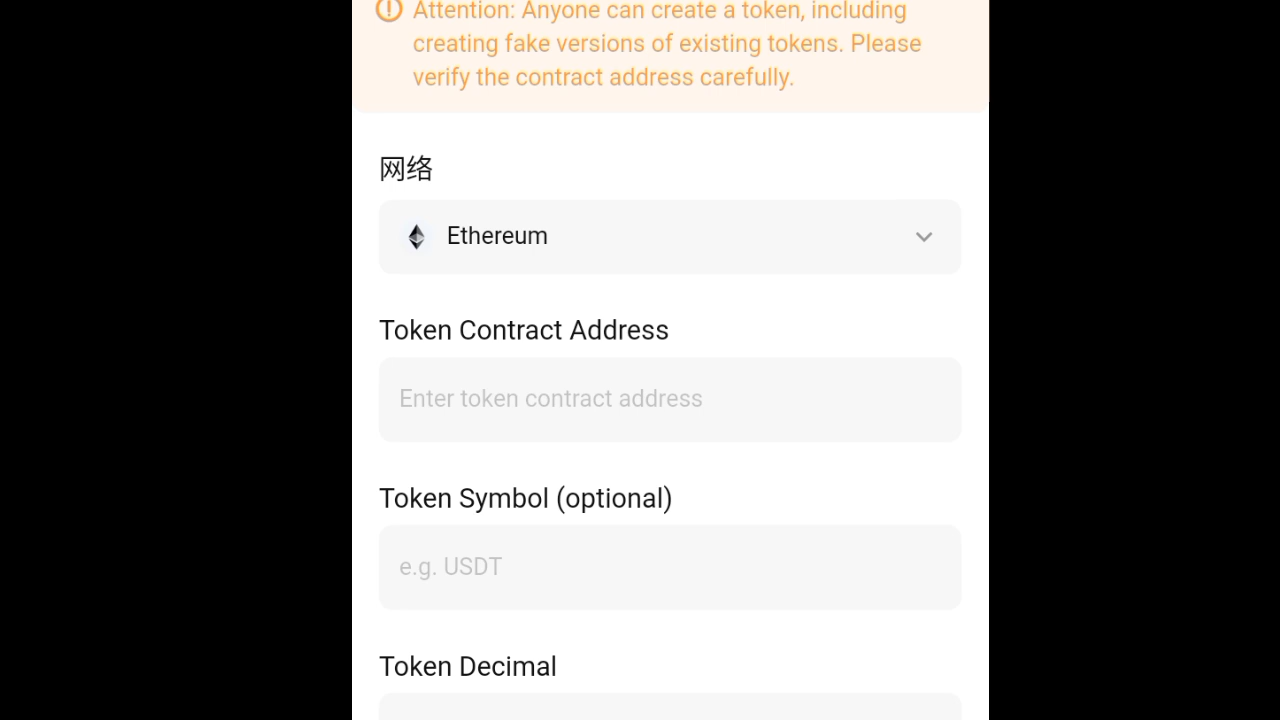 Attention: Anyone can create a token, including
creating fake versions of existing tokens. Please
verify the contract address carefully.
网络
Ethereum
Token Contract Address
Enter token contract address
Token Symbol (optional)
e.g. USDT
Token Decimal